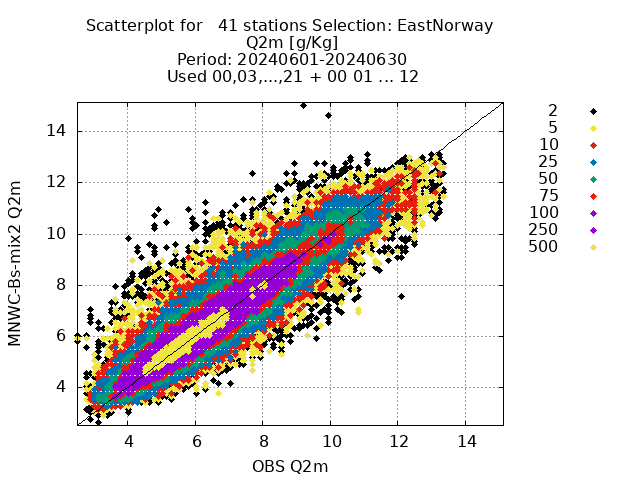 Scatterplot for   41 stations Selection: EastNorway
Q2m [g/Kg]
Period: 20240601-20240630
Used 00,03,...,21 + 00 01 ... 12
14
12
10
8
6
4
MNWC-Bs-mix2 Q2m
4 6 8 10 12 14
OBS Q2m
2
5
10
25
50
75
100
250
500